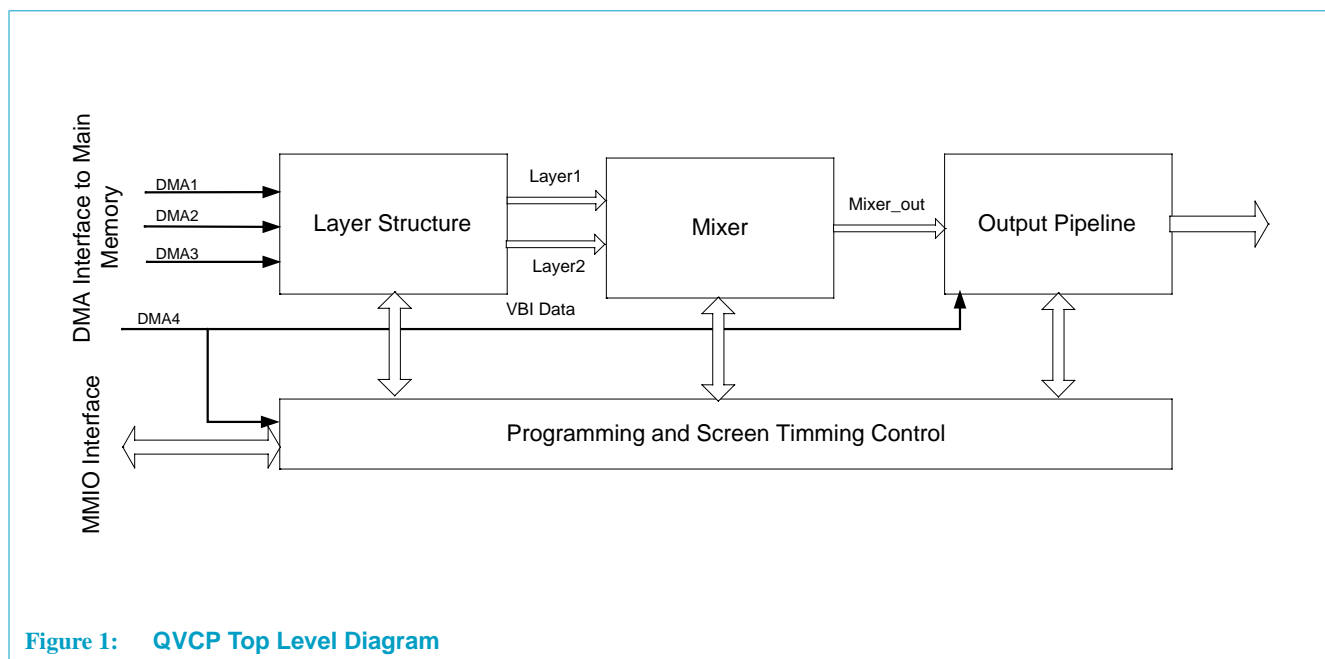 DMA Interface to Main
Memory
DMA1
DMA2
DMA3
Layer Structure
Layer1
Layer2
Mixer
Mixer_out
Output Pipeline
DMA4
VBI Data
MMIO Interface
Programming and Screen Timming Control
Figure 1: QVCP Top Level Diagram